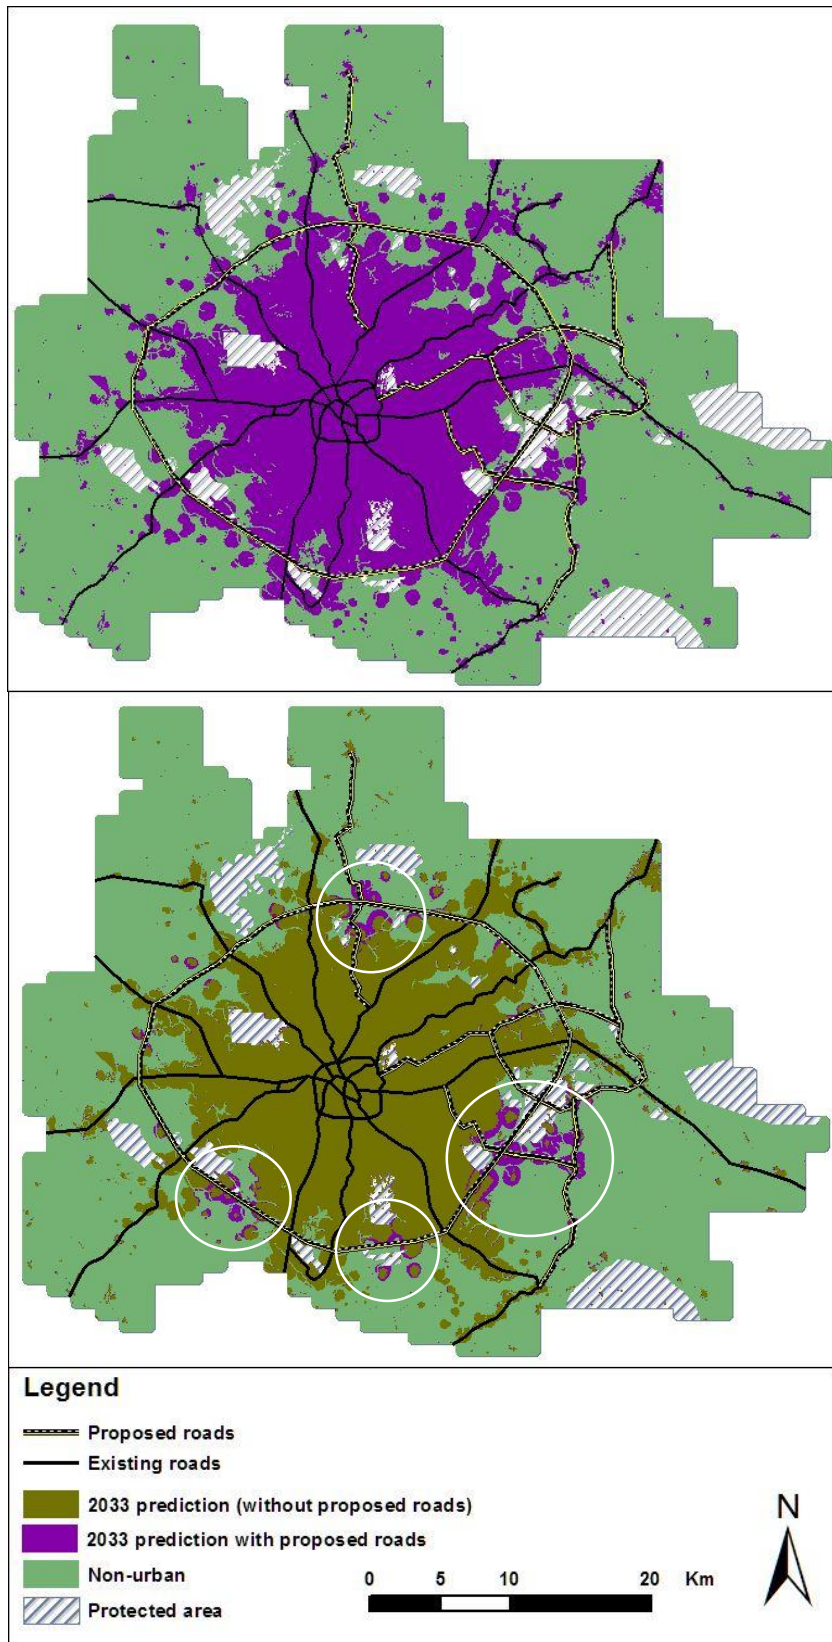 Legend
Proposed roads
Existing roads
2033 prediction (without proposed roads)
2033 prediction with proposed roads
Non-urban
Protected area
N
0 5 10 20 Km